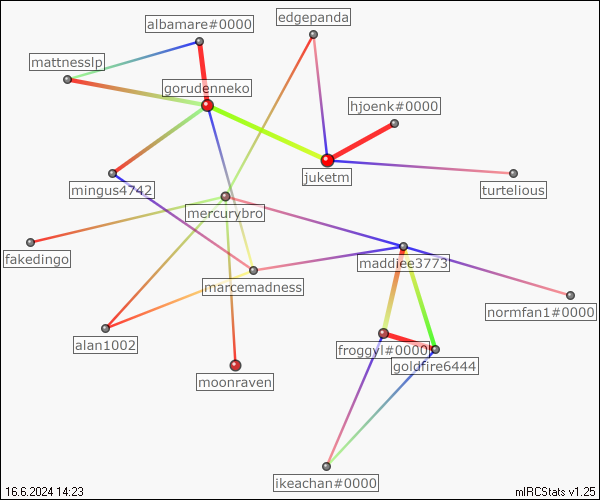 edgepanda
albamare#0000
mattnesslp
gorudenneko
hjoenk#0000
juketm
mingus4742
turtelious
mercurybro
fakedingo
maddiee3773
marcemadness
normfan1#0000
alan1002
froggyl#0000
goldfire6444
moonraven
ikeachan#0000
16.6.2024 14:23
mIRCStats v1.25